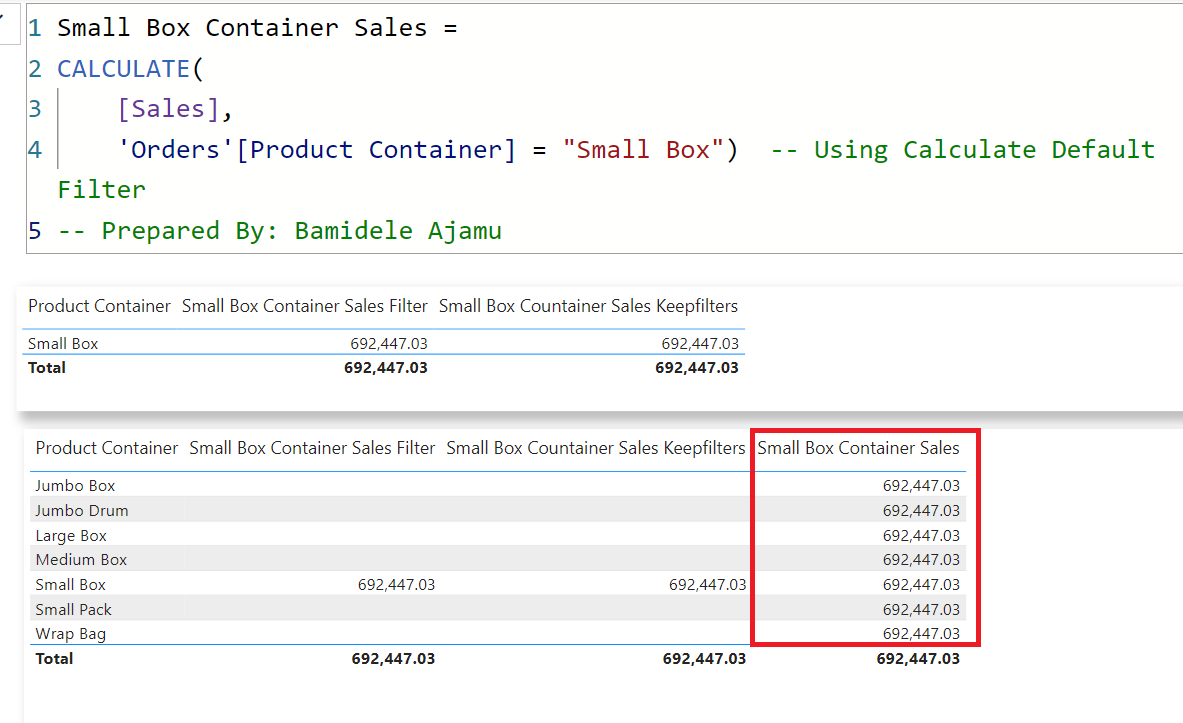 1 Small Box Container Sales =
2 CALCULATE(
3 [Sales],
4 'Orders'[Product Container] = "Small Box")  -- Using Calculate Default
Filter
5 -- Prepared By: Bamidele Ajamu
Product Container Small Box Container Sales Filter Small Box Countainer Sales Keepfilters
Small Box 692,447.03 692,447.03
Total 692,447.03 692,447.03
Product Container Small Box Container Sales Filter Small Box Countainer Sales Keepfilters Small Box Container Sales
Jumbo Box 692,447.03
Jumbo Drum 692,447.03
Large Box 692,447.03
Medium Box 692,447.03
Small Box 692,447.03 692,447.03 692,447.03
Small Pack 692,447.03
Wrap Bag 692,447.03
Total 692,447.03 692,447.03 692,447.03